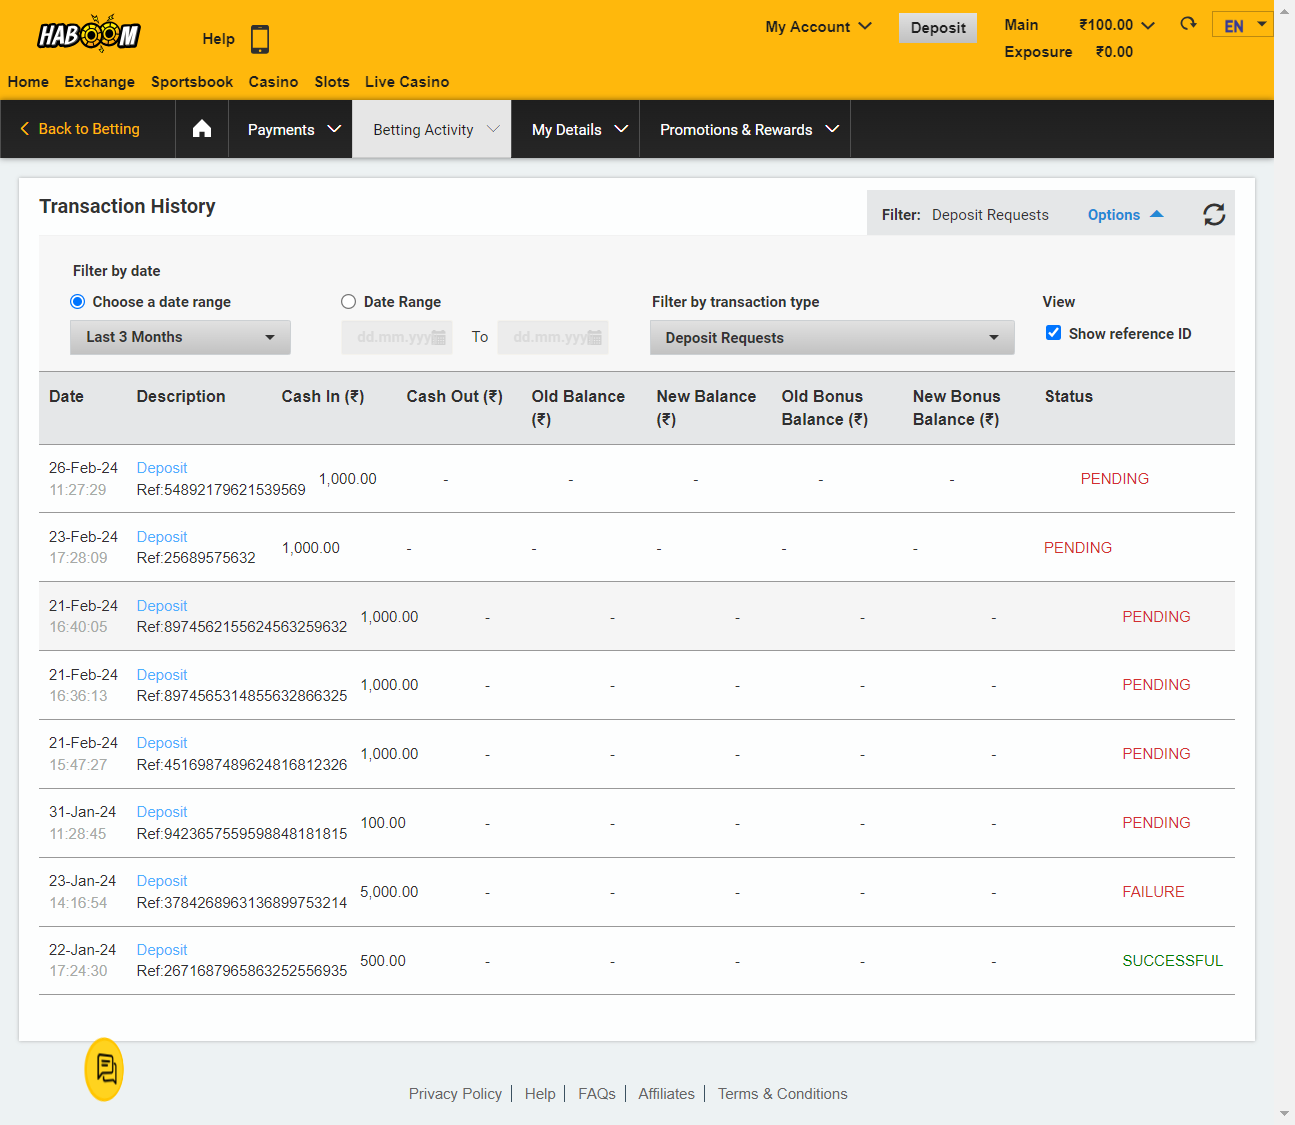 HABOOM
Help
My Account
Deposit
Main ₹100.00
Exposure ₹0.00
EN
Home Exchange Sportsbook Casino Slots Live Casino
Back to Betting
Payments
Betting Activity
My Details
Promotions & Rewards
Transaction History
Filter: Deposit Requests Options
Filter by date
Choose a date range
Date Range
Filter by transaction type
View
Last 3 Months
dd.mm.yyy To dd.mm.yyy
Deposit Requests
Show reference ID
Date Description Cash In (₹) Cash Out (₹) Old Balance (₹) New Balance (₹) Old Bonus Balance (₹) New Bonus Balance (₹) Status
26-Feb-24 Deposit
11:27:29 Ref:54892179621539569 1,000.00 - - - - - PENDING
23-Feb-24 Deposit
17:28:09 Ref:25689575632 1,000.00 - - - - - PENDING
21-Feb-24 Deposit
16:40:05 Ref:8974562155624563259632 1,000.00 - - - - - PENDING
21-Feb-24 Deposit
16:36:13 Ref:8974565314855632866325 1,000.00 - - - - - PENDING
21-Feb-24 Deposit
15:47:27 Ref:4516987489624816812326 1,000.00 - - - - - PENDING
31-Jan-24 Deposit
11:28:45 Ref:9423657559598848181815 100.00 - - - - - PENDING
23-Jan-24 Deposit
14:16:54 Ref:3784268963136899753214 5,000.00 - - - - - FAILURE
22-Jan-24 Deposit
17:24:30 Ref:2671687965863252556935 500.00 - - - - - SUCCESSFUL
Privacy Policy Help FAQs Affiliates Terms & Conditions